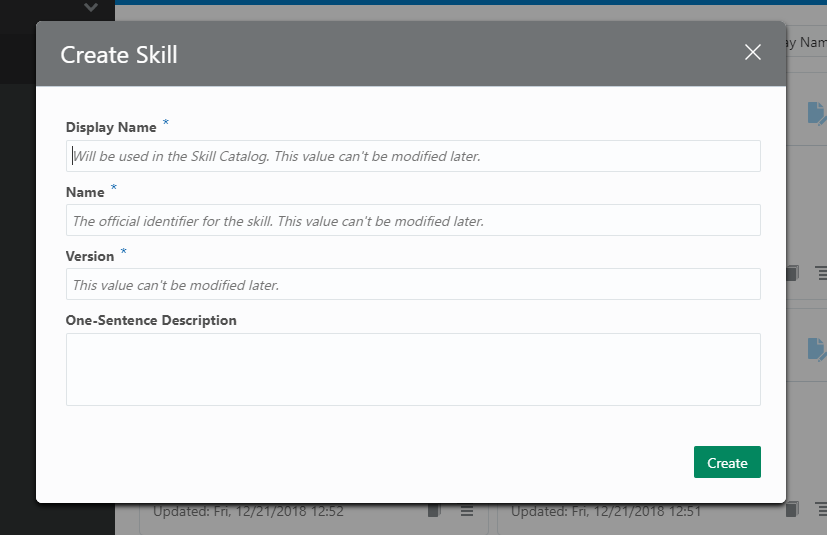 Create Skill
ay Nam
Display Name *
Will be used in the Skill Catalog. This value can't be modified later.
Name *
The official identifier for the skill. This value can't be modified later.
Version *
This value can't be modified later.
One-Sentence Description
Create
Updated: Fri, 12/21/2018 12:52
Updated: Fri, 12/21/2018 12:51